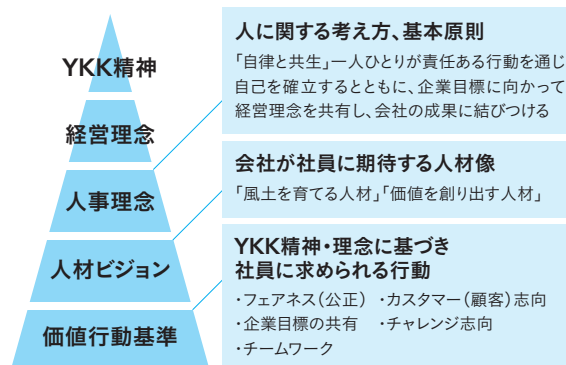 YKK精神
経営理念
人事理念
人材ビジョン
価値行動基準
人に関する考え方、基本原則
「自律と共生」一人ひとりが責任ある行動を通じ
自己を確立するとともに、企業目標に向かって
経営理念を共有し、会社の成果に結びつける
会社が社員に期待する人材像
「風土を育てる人材」「価値を創り出す人材」
YKK精神・理念に基づき
社員に求められる行動
・フェアネス(公正) ・カスタマー(顧客)志向
・企業目標の共有 ・チャレンジ志向
・チームワーク